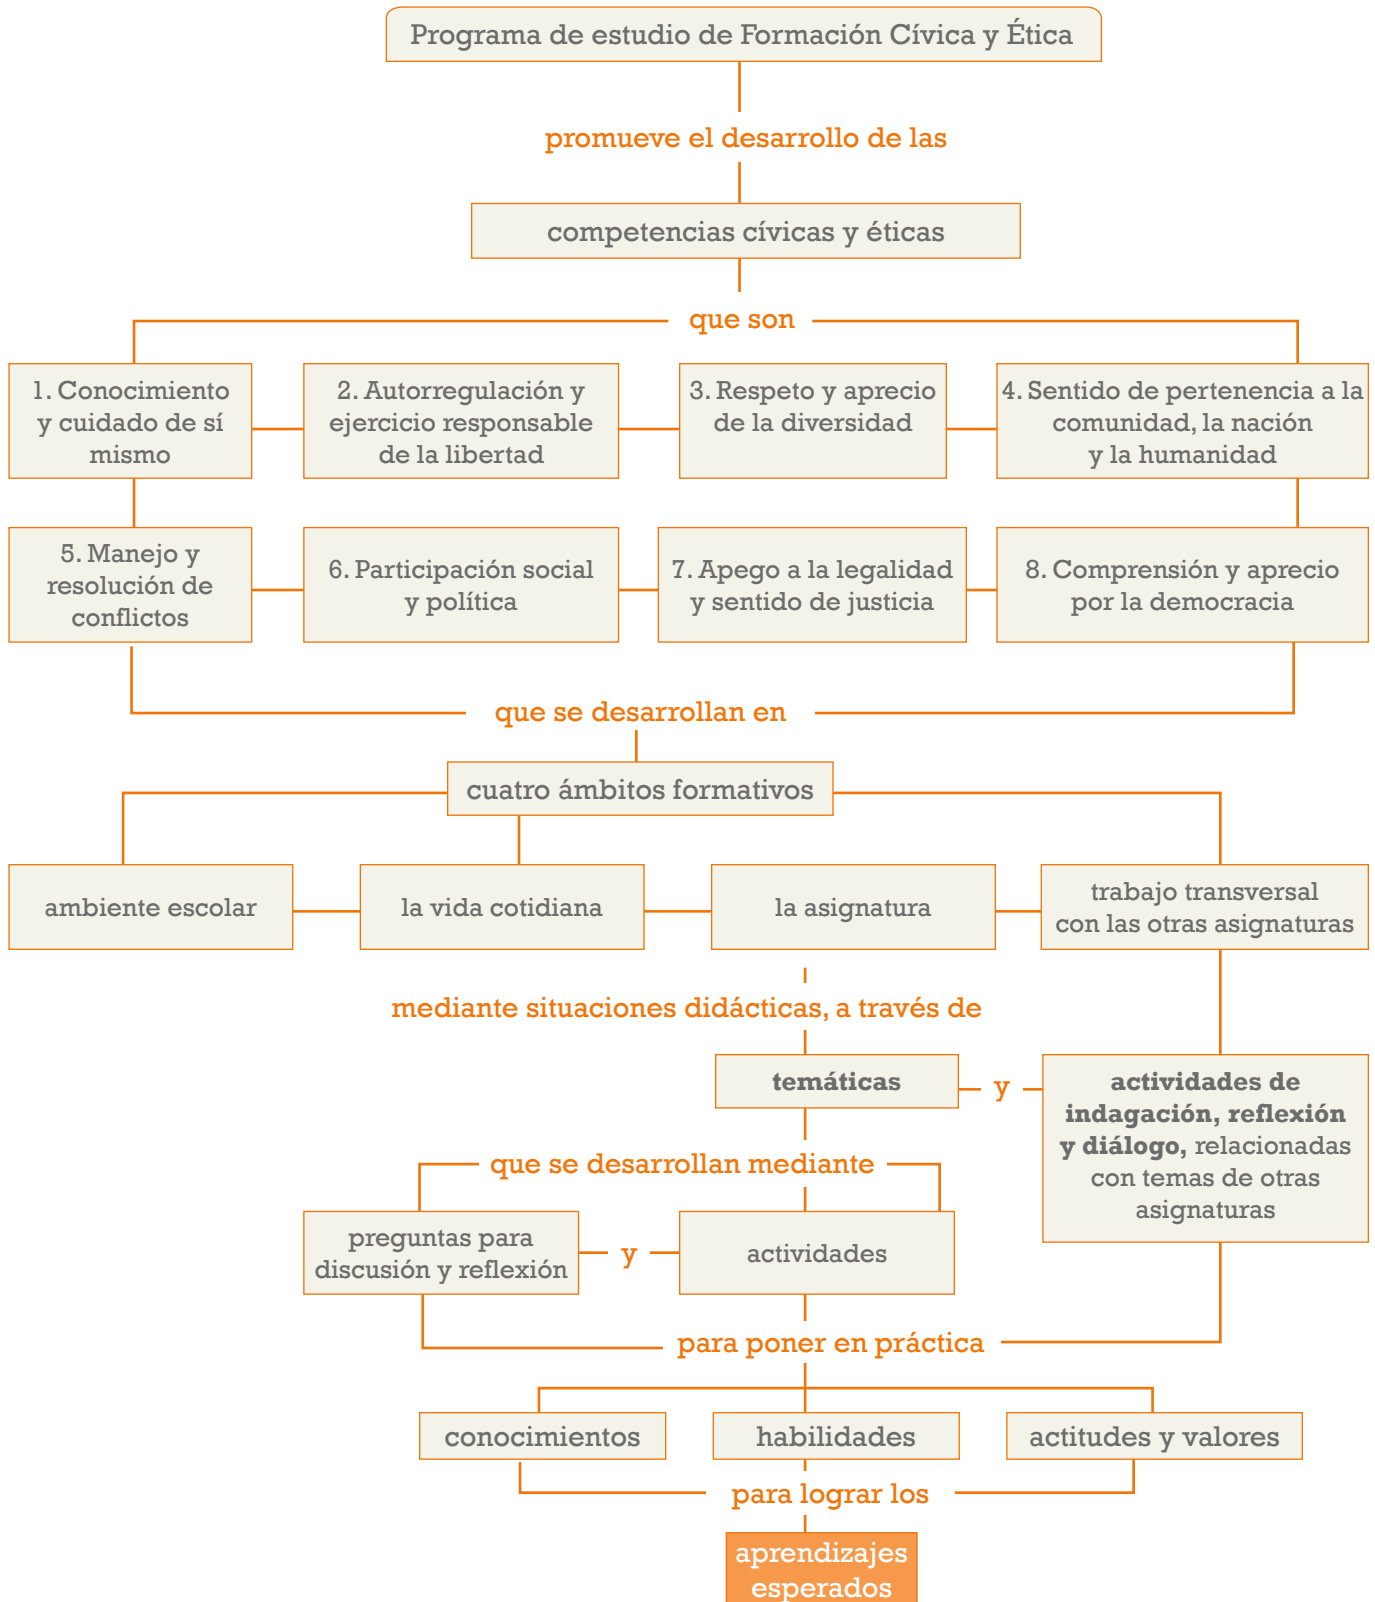 Programa de estudio de Formación Cívica y Ética
promueve el desarrollo de las
competencias cívicas y éticas
que son
1. Conocimiento
y cuidado de sí
mismo
2. Autorregulación y
ejercicio responsable
de la libertad
3. Respeto y aprecio
de la diversidad
4. Sentido de pertenencia a la
comunidad, la nación
y la humanidad
5. Manejo y
resolución de
conflictos
6. Participación social
y política
7. Apego a la legalidad
y sentido de justicia
8. Comprensión y aprecio
por la democracia
que se desarrollan en
cuatro ámbitos formativos
ambiente escolar
la vida cotidiana
la asignatura
trabajo transversal
con las otras asignaturas
mediante situaciones didácticas, a través de
temáticas
y
actividades de
indagación, reflexión
y diálogo, relacionadas
con temas de otras
asignaturas
que se desarrollan mediante
preguntas para
discusión y reflexión
y
actividades
para poner en práctica
conocimientos
habilidades
actitudes y valores
para lograr los
aprendizajes
esperados